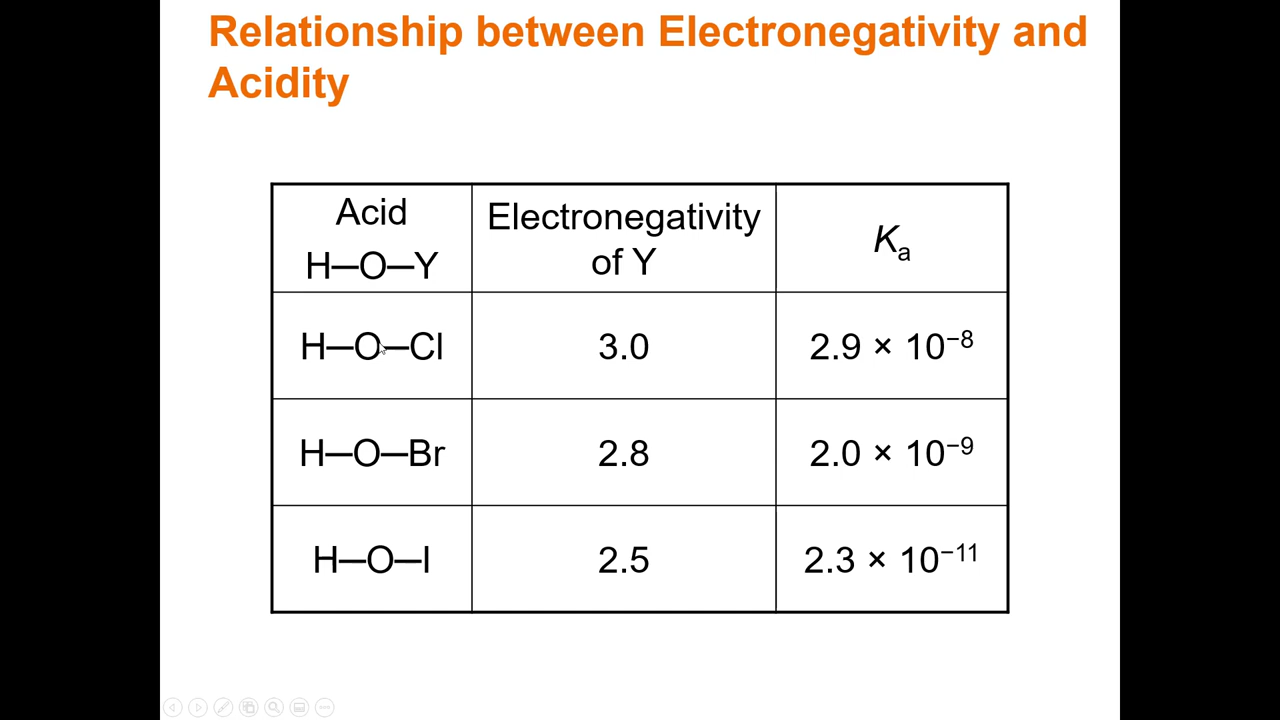 Relationship between Electronegativity and
Acidity
Acid
H—O—Y
Electronegativity
of Y
Kₐ
H—O—Cl
3.0
2.9 × 10⁻⁸
H—O—Br
2.8
2.0 × 10⁻⁹
H—O—I
2.5
2.3 × 10⁻¹¹